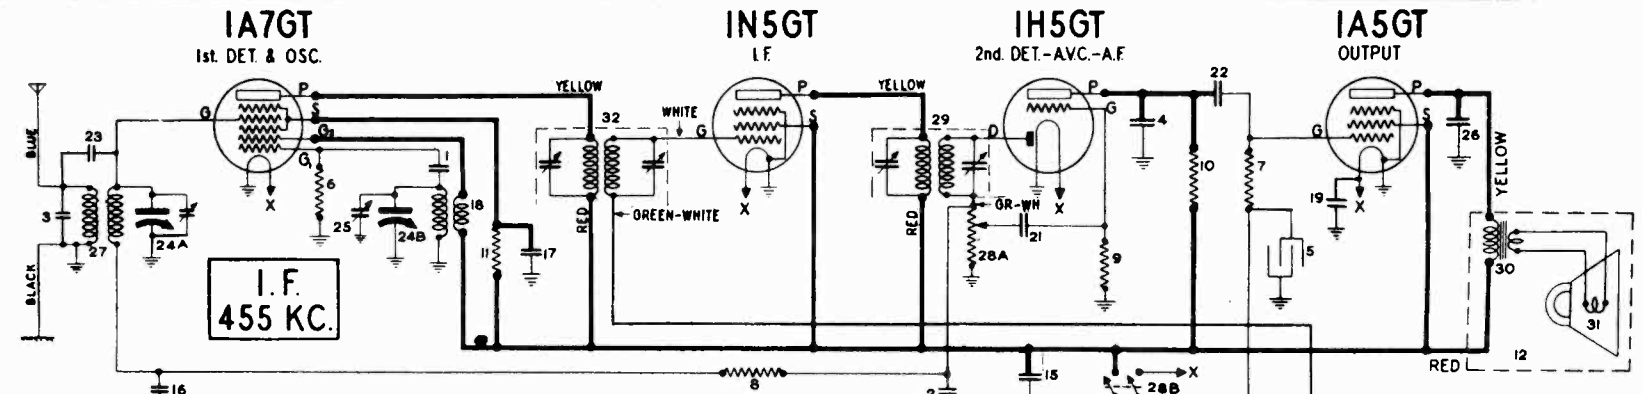 1A7GT
1st. DET. & OSC.
1N5GT
I.F.
1H5GT
2nd. DET.-A.V.C.-A.F.
1A5GT
OUTPUT
P
YELLOW
P
YELLOW
P
22
P
S
G2
G
G1
32
WHITE
G
S
29
D
G
4
G
S
26
BLUE
23
3
27
24A
X
6
25
24B
1
18
11
17
RED
GREEN-WHITE
X
RED
GR-WH
21
28A
X
9
10
7
5
19
X
YELLOW
30
31
12
BLACK
I.F.
455 KC.
RED
16
8
2
15
X
28B